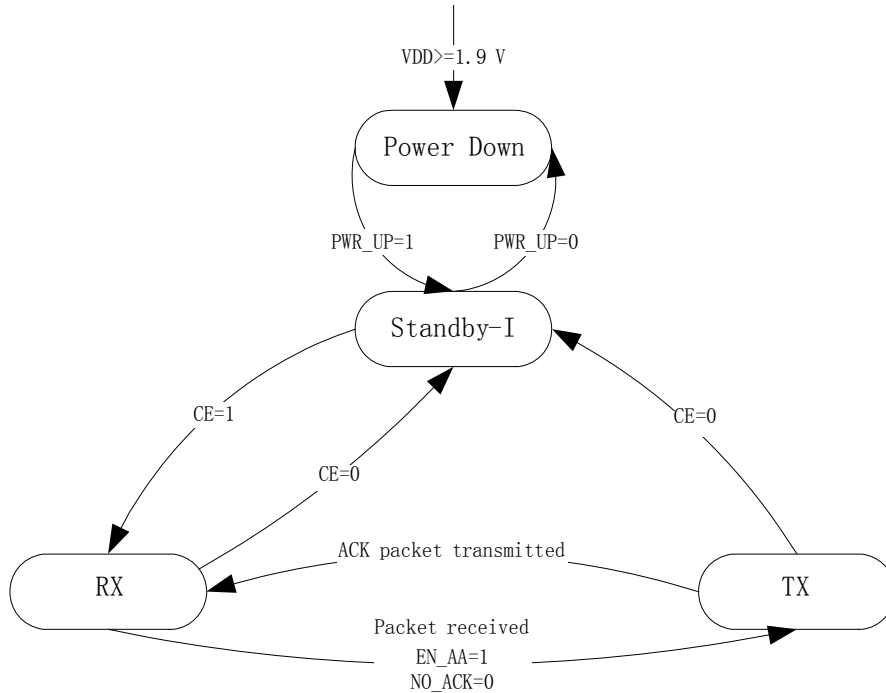 VDD>=1.9 V
Power Down
PWR_UP=1
PWR_UP=0
Standby-I
CE=1
CE=0
CE=0
ACK packet transmitted
RX
TX
Packet received
EN_AA=1
NO_ACK=0